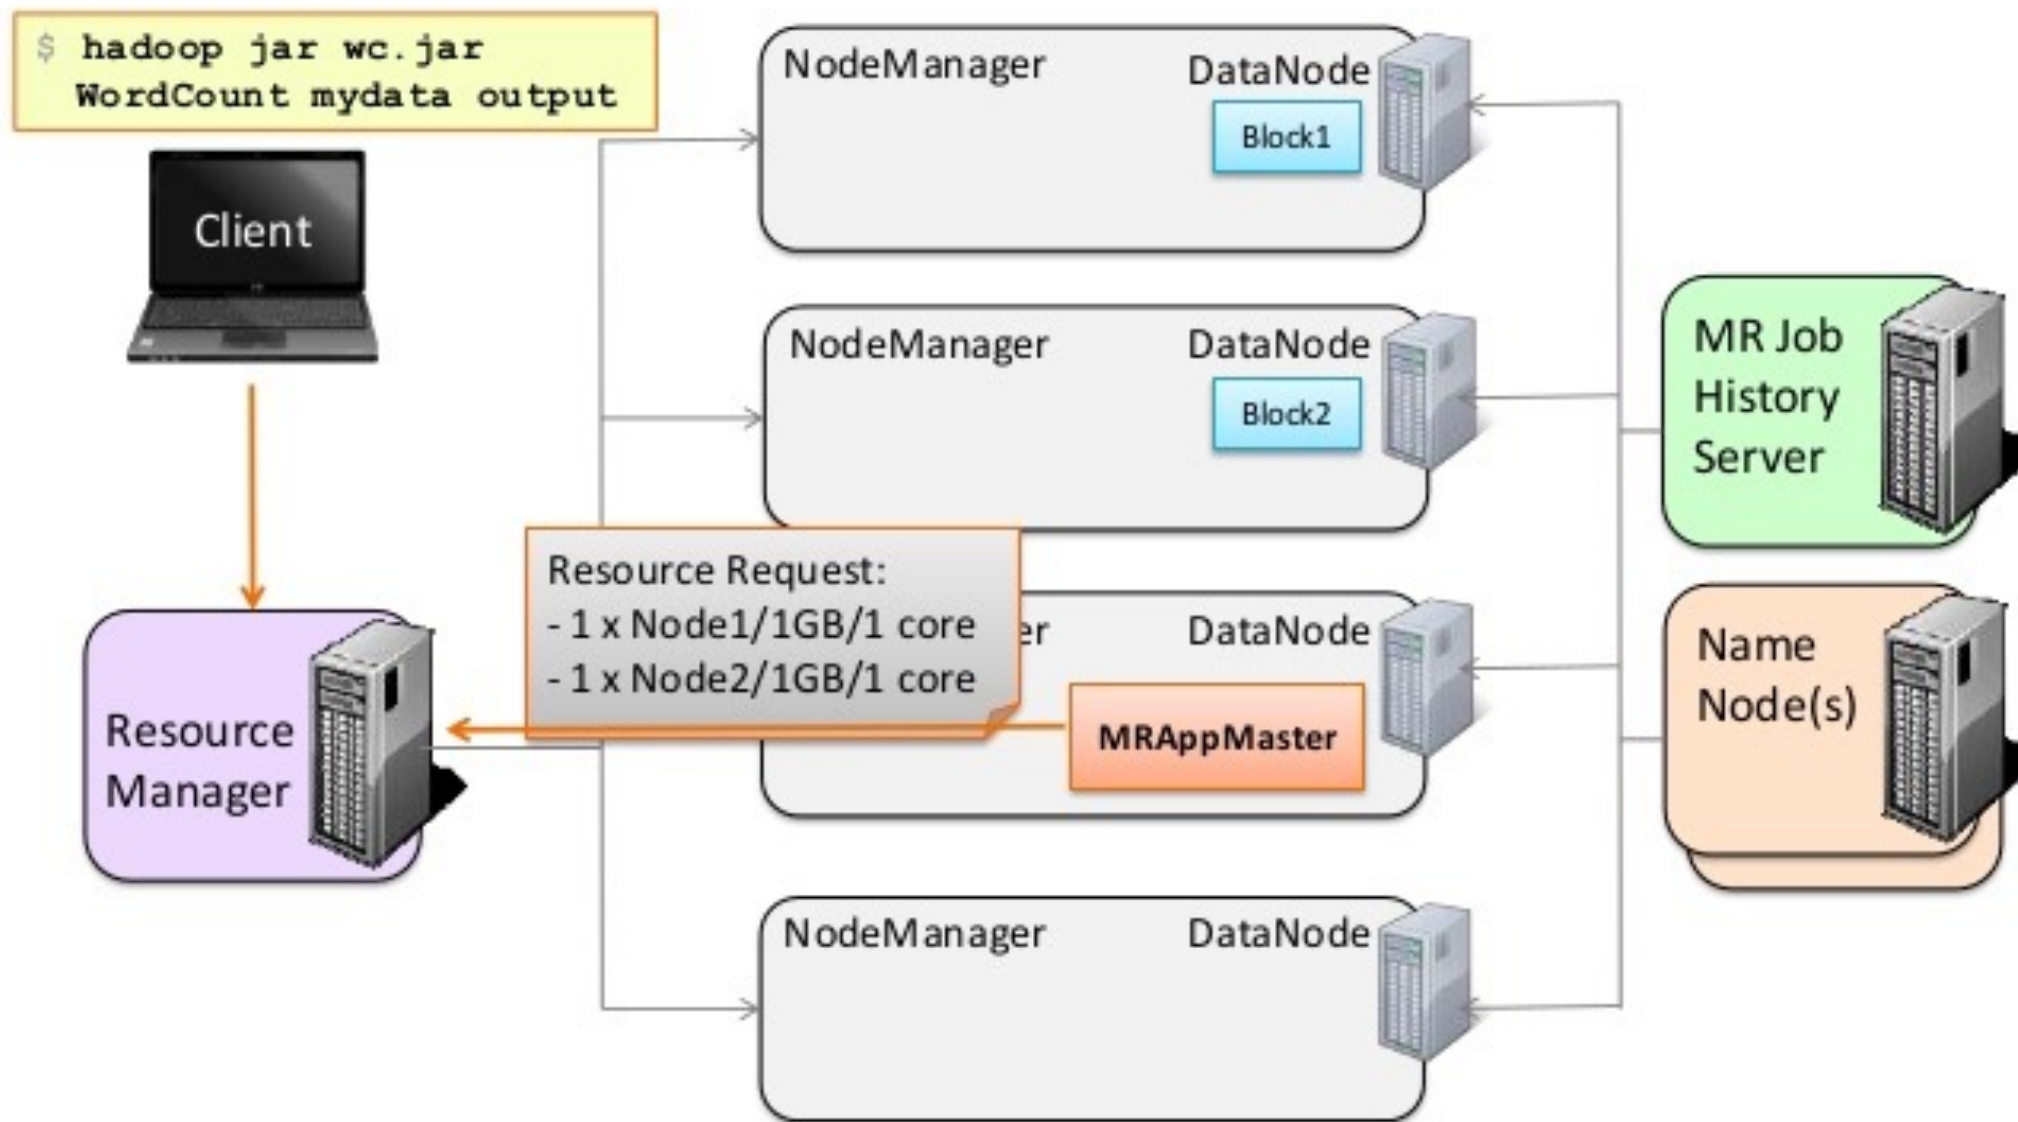 $ hadoop jar wc.jar
WordCount mydata output
Client
Resource
Manager
NodeManager
DataNode
Block1
NodeManager
DataNode
Block2
Resource Request:
- 1 x Node1/1GB/1 core
- 1 x Node2/1GB/1 core
er
DataNode
MRAppMaster
NodeManager
DataNode
MR Job
History
Server
Name
Node(s)